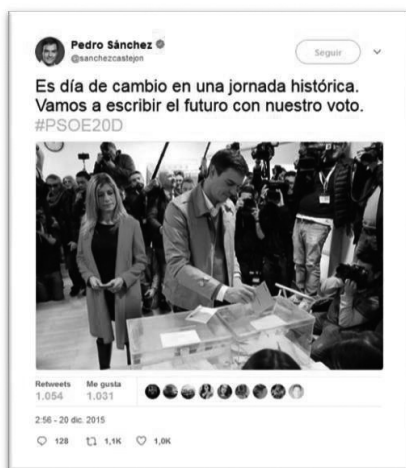 Pedro Sánchez
@sanchezcastejon
Seguir
Es día de cambio en una jornada histórica.
Vamos a escribir el futuro con nuestro voto.
#PSOE20D
Retweets Me gusta
1.054 1.031
2:56 - 20 dic. 2015
128 1,1K 1,0K